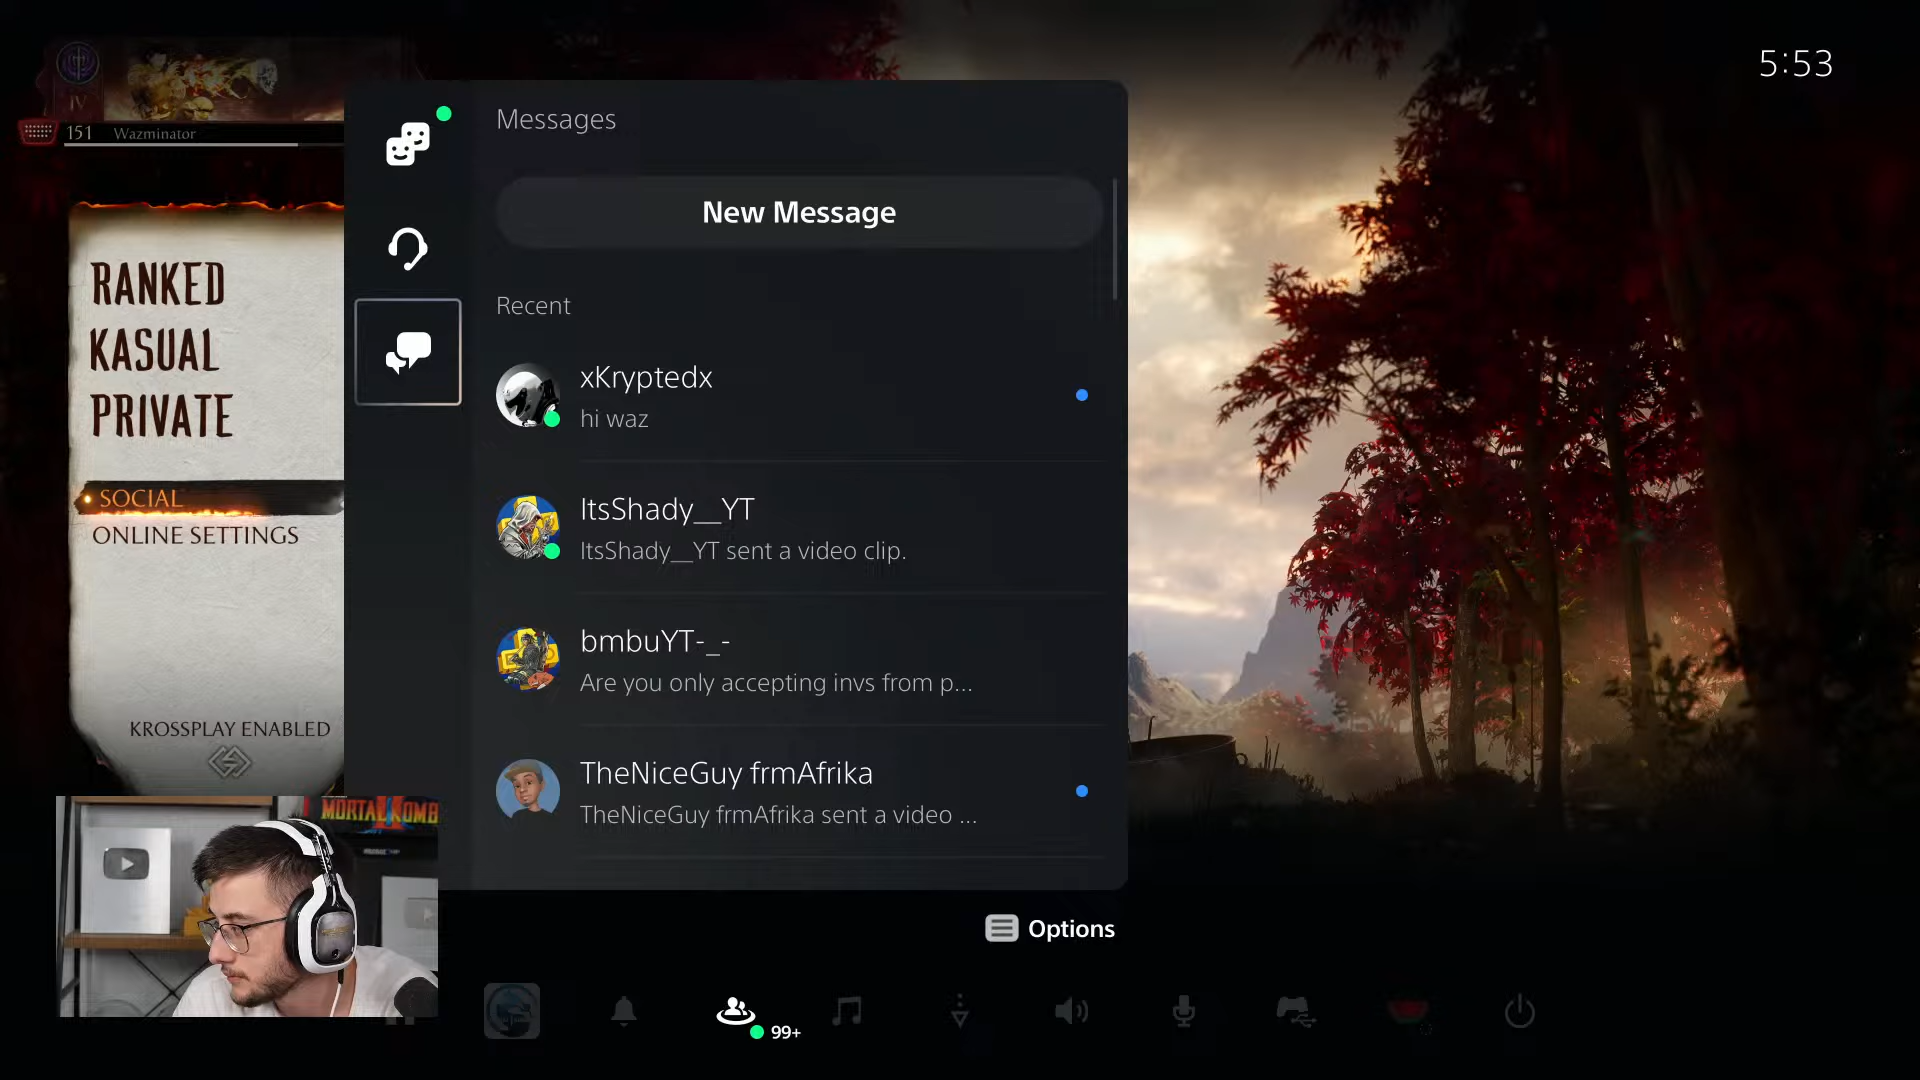 5:53
IV
151 Wazminator
Messages
New Message
RANKED
KASUAL
PRIVATE
SOCIAL
ONLINE SETTINGS
KROSSPLAY ENABLED
Recent
xKryptedx
hi waz
ItsShady__YT
ItsShady__YT sent a video clip.
bmbuYT-_-
Are you only accepting invs from p...
TheNiceGuy frmAfrika
TheNiceGuy frmAfrika sent a video ...
MORTAL KOMB
Options
99+